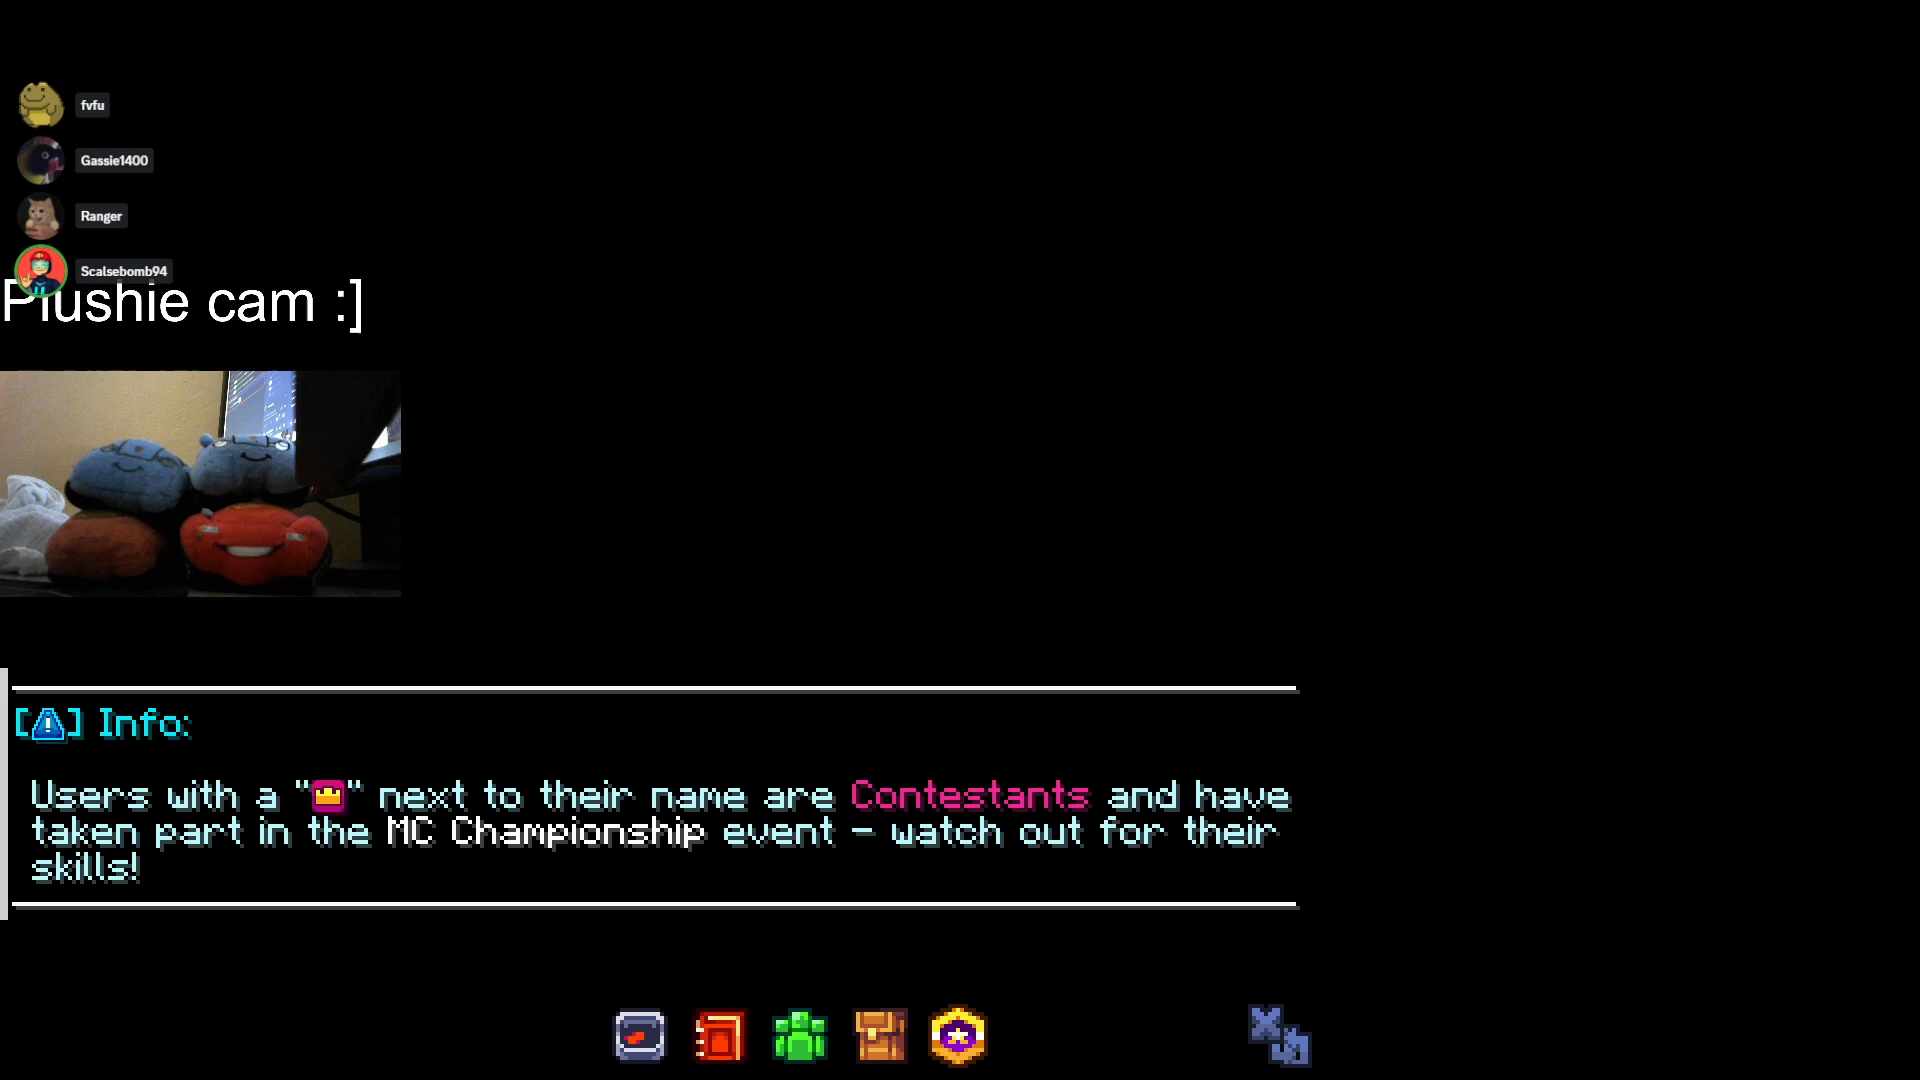 fvfu
Gassie1400
Ranger
Scalsebomb94
Plushie cam :]
[⚠] Info:
Users with a "👑" next to their name are Contestants and have
taken part in the MC Championship event - watch out for their
skills!